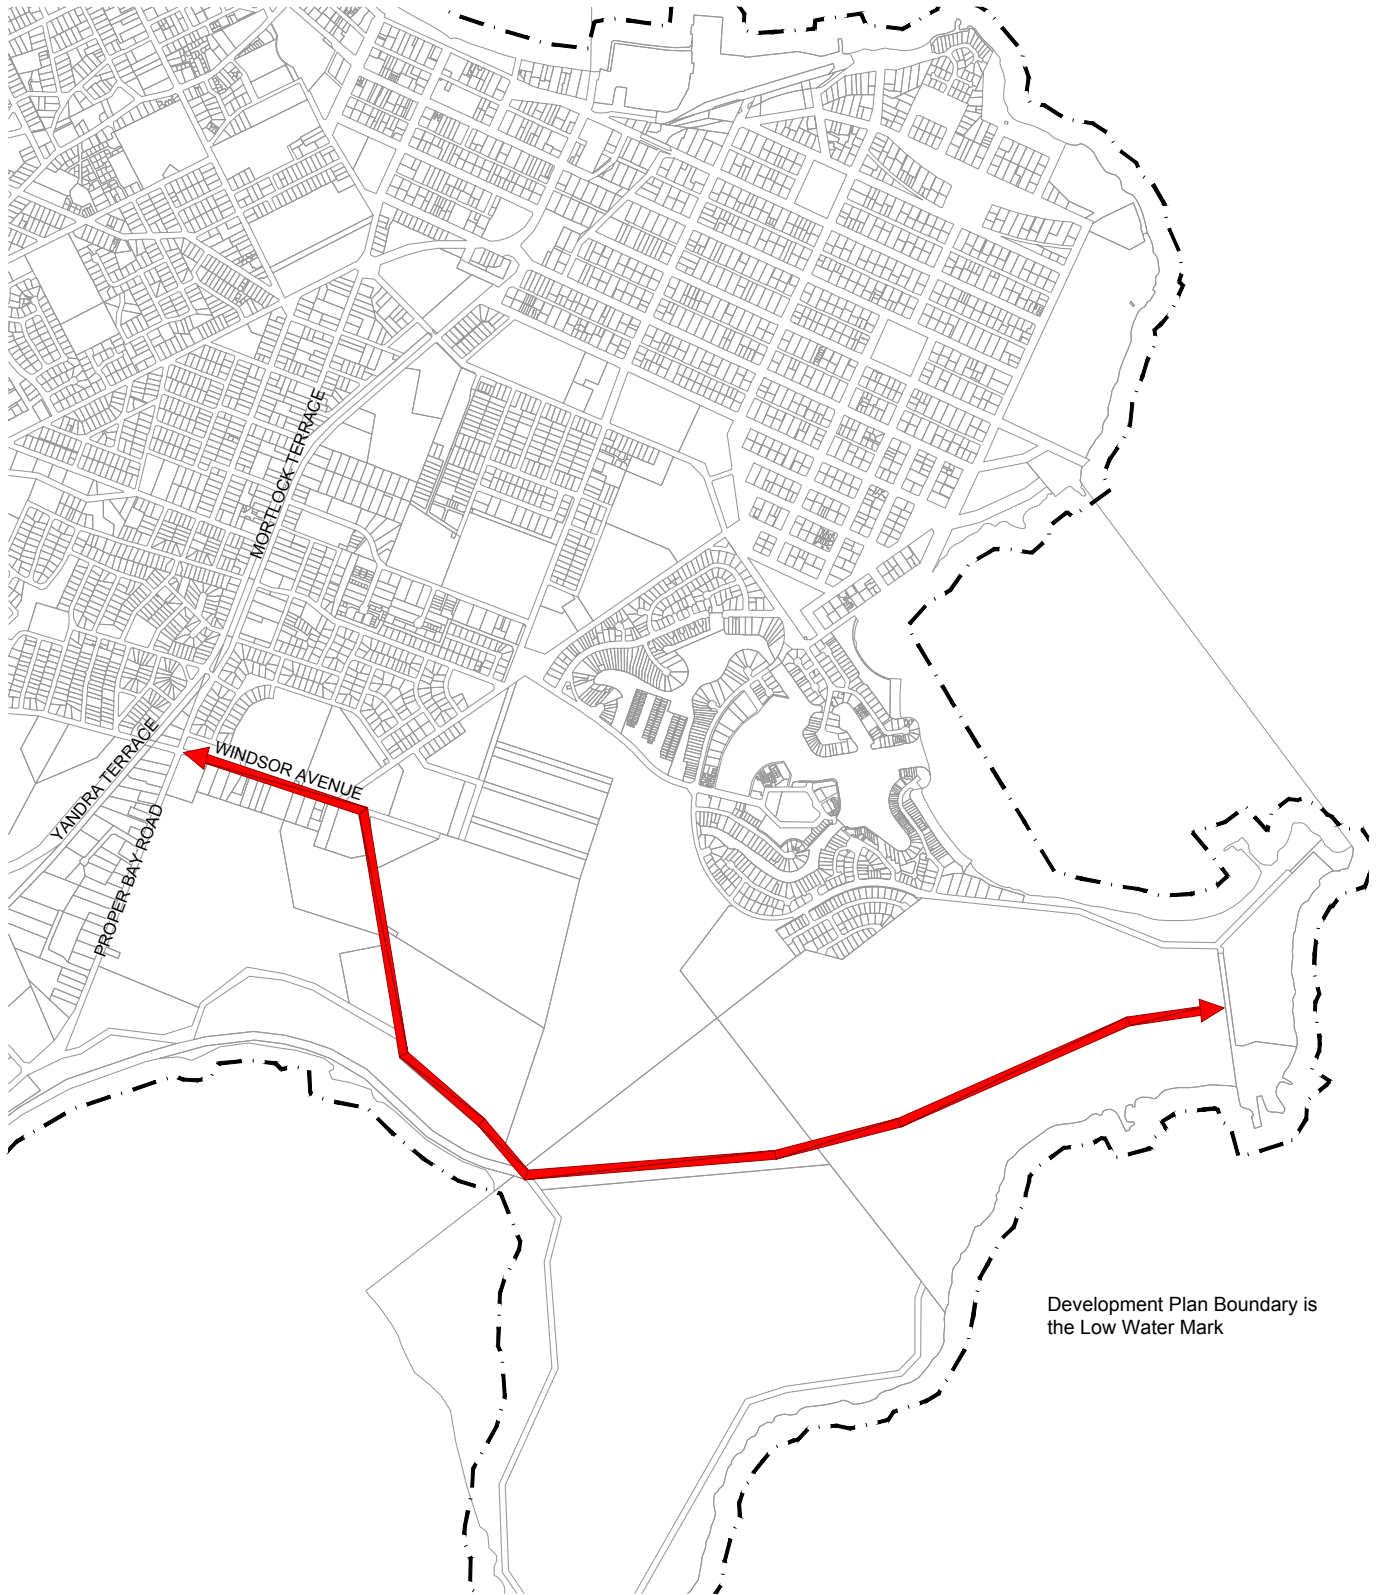 MORTLOCK TERRACE
WINDSOR AVENUE
YANDRA TERRACE
PROPER BAY ROAD
Development Plan Boundary is
the Low Water Mark